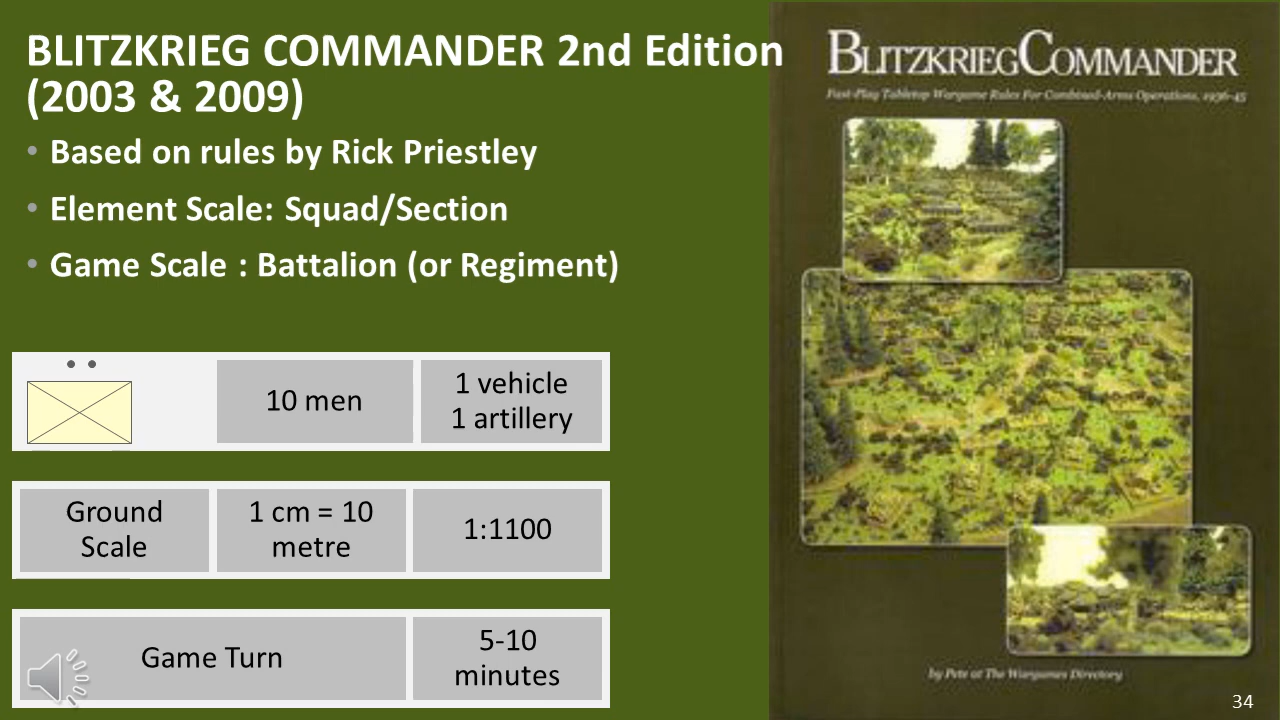 BLITZKRIEG COMMANDER 2nd Edition
(2003 & 2009)
• Based on rules by Rick Priestley
• Element Scale: Squad/Section
• Game Scale : Battalion (or Regiment)
10 men
1 vehicle
1 artillery
Ground
Scale
1 cm = 10
metre
1:1100
Game Turn
5-10
minutes
BLITZKRIEGCOMMANDER
Fast-Play Tabletop Wargame Rules For Combined-Arms Operations, 1936-45
by Pete at The Wargames Directory
34